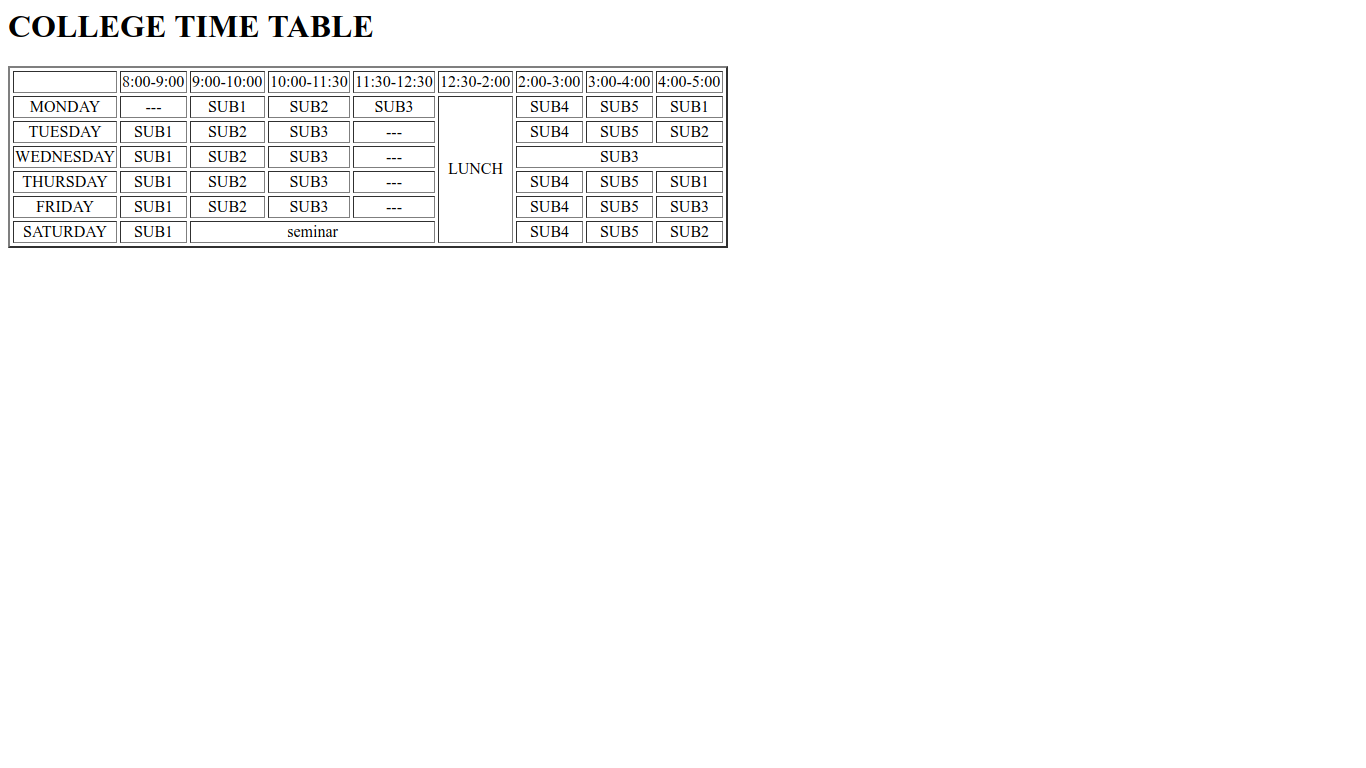 COLLEGE TIME TABLE
8:00-9:00 9:00-10:00 10:00-11:30 11:30-12:30 12:30-2:00 2:00-3:00 3:00-4:00 4:00-5:00
MONDAY --- SUB1 SUB2 SUB3 SUB4 SUB5 SUB1
TUESDAY SUB1 SUB2 SUB3 --- SUB4 SUB5 SUB2
WEDNESDAY SUB1 SUB2 SUB3 --- SUB3
LUNCH
THURSDAY SUB1 SUB2 SUB3 --- SUB4 SUB5 SUB1
FRIDAY SUB1 SUB2 SUB3 --- SUB4 SUB5 SUB3
SATURDAY SUB1 seminar SUB4 SUB5 SUB2